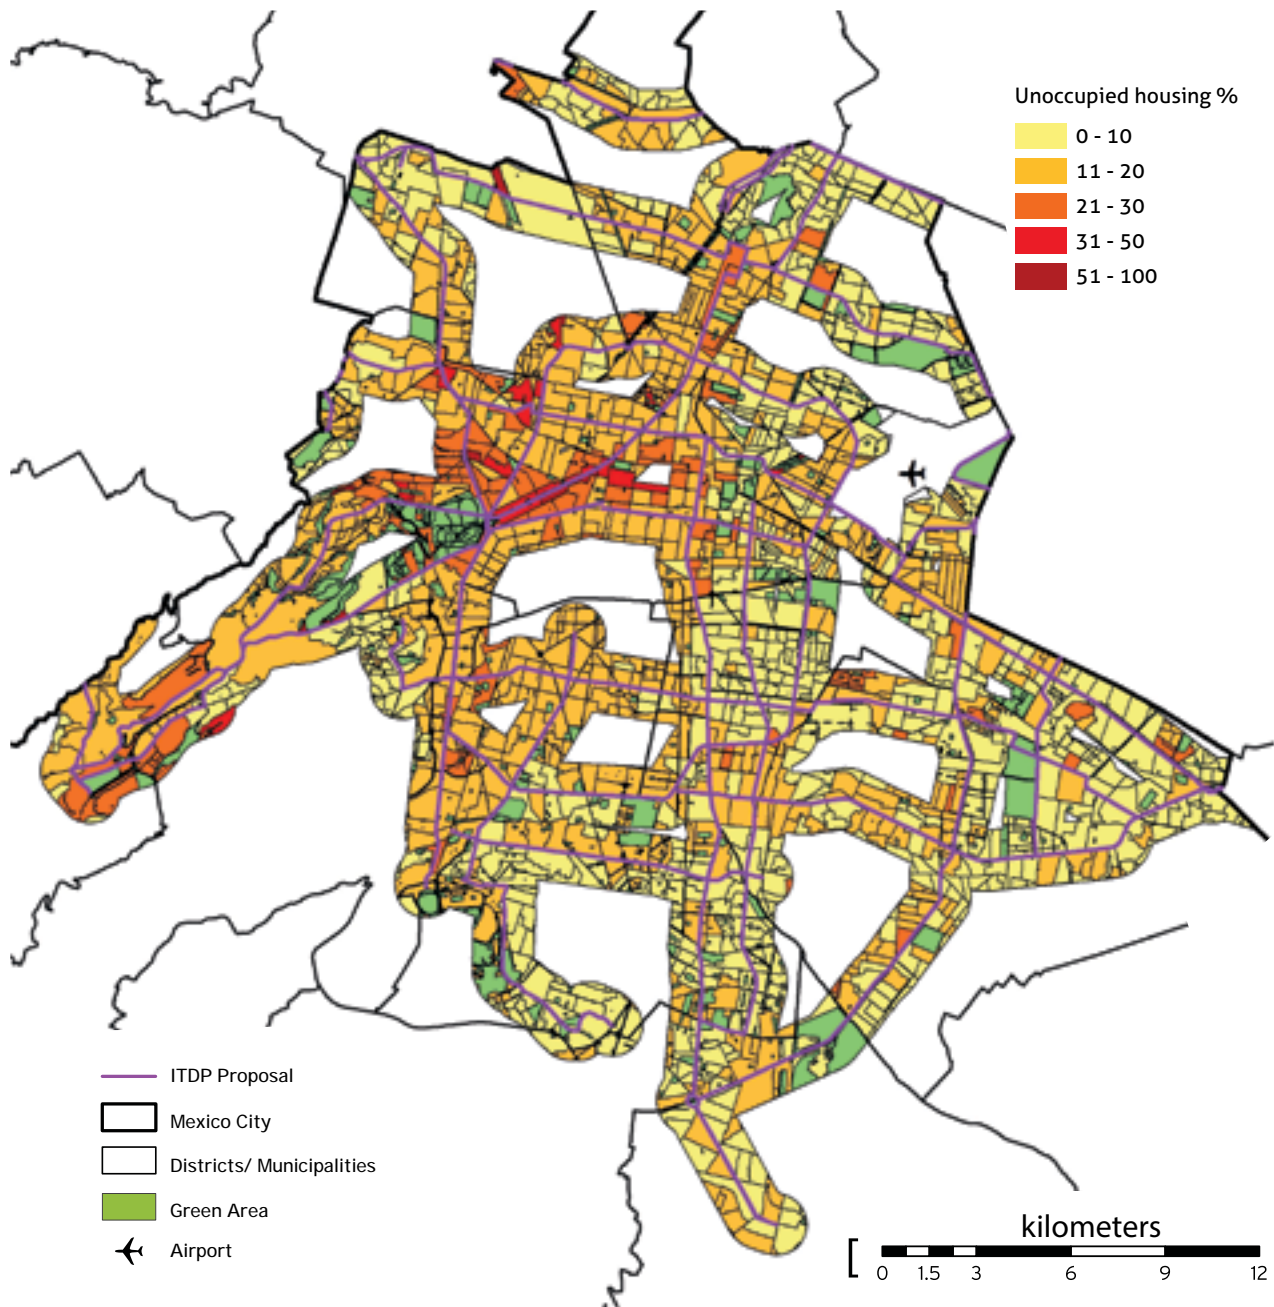 Unoccupied housing %
0 - 10
11 - 20
21 - 30
31 - 50
51 - 100
ITDP Proposal
Mexico City
Districts/ Municipalities
Green Area
Airport
kilometers
0 1.5 3 6 9 12